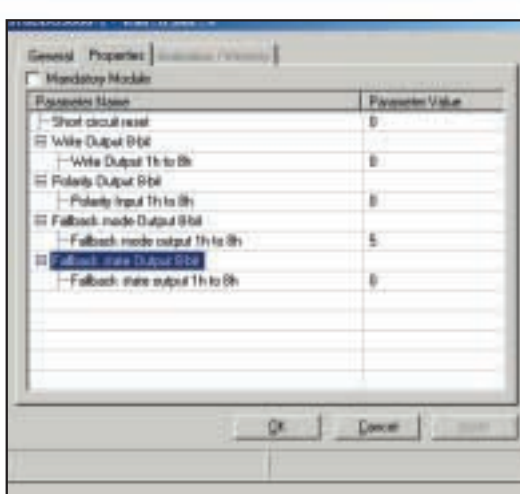 General Properties
Mandatory Module
Parameter Name Parameter Value
Short circuit reset 0
Write Output 8-bit
Write Output 1h to 8h 0
Polarity Output 8-bit
Polarity Input 1h to 8h 0
Fallback mode Output 8-bit
Fallback mode output 1h to 8h 5
Fallback state Output 8-bit
Fallback state output 1h to 8h 0
OK Cancel